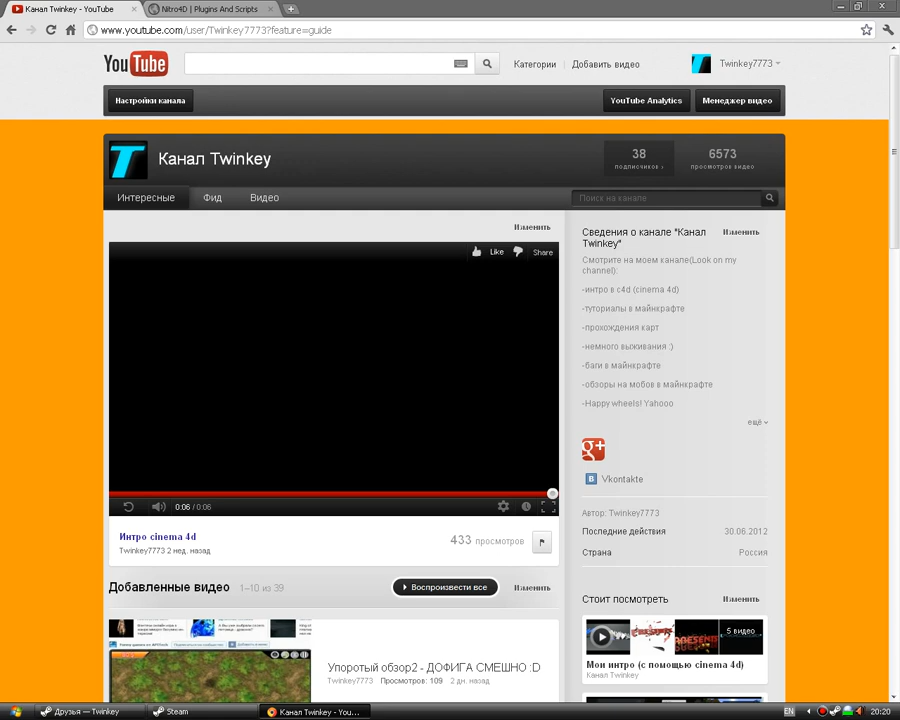 Канал Twinkey - YouTube
Nitro4D | Plugins And Scripts
www.youtube.com/user/Twinkey7773?feature=guide
YouTube
Категории
Добавить видео
Twinkey7773
Настройки канала
YouTube Analytics
Менеджер видео
Канал Twinkey
38
подписчиков ›
6573
просмотров видео
Интересные
Фид
Видео
Поиск на канале
Изменить
Like
Share
0:06 / 0:06
Интро cinema 4d
Twinkey7773 2 нед. назад
433 просмотров
Добавленные видео 1–10 из 39
Воспроизвести все
Изменить
Упоротый обзор2 - ДОФИГА СМЕШНО :D
Twinkey7773 Просмотров: 109 2 дн. назад
Сведения о канале "Канал
Twinkey"
Изменить
Смотрите на моем канале(Look on my
channel):
-интро в c4d (cinema 4d)
-туториалы в майнкрафте
-прохождения карт
-немного выживания :)
-баги в майнкрафте
-обзоры на мобов в майнкрафте
-Happy wheels! Yahooo
ещё
g+
B Vkontakte
Автор: Twinkey7773
Последние действия 30.06.2012
Страна Россия
Стоит посмотреть
Изменить
5 видео
Мои интро (с помощью cinema 4d)
Канал Twinkey
Друзья — Twinkey
Steam
Канал Twinkey - You...
EN
20:20